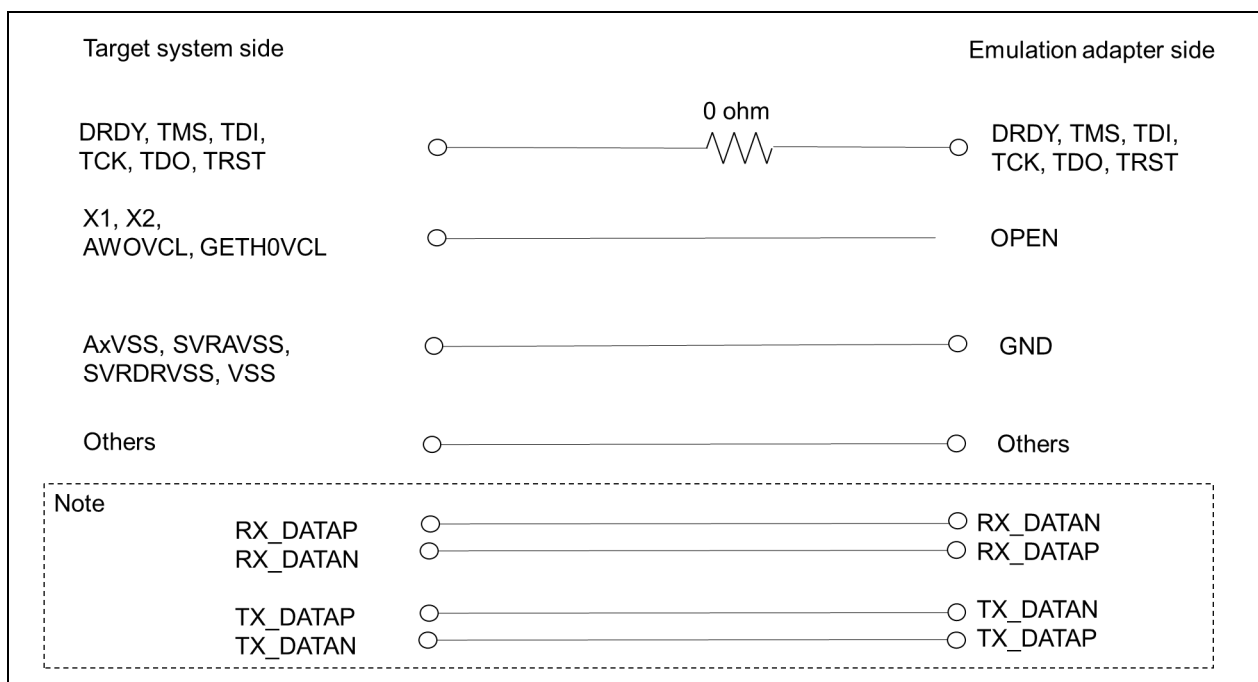 Target system side
Emulation adapter side
0 ohm
DRDY, TMS, TDI,
TCK, TDO, TRST
DRDY, TMS, TDI,
TCK, TDO, TRST
X1, X2,
AWOVCL, GETH0VCL
OPEN
AxVSS, SVRAVSS,
SVRDRVSS, VSS
GND
Others
Others
Note
RX_DATAP
RX_DATAN
RX_DATAN
RX_DATAP
TX_DATAP
TX_DATAN
TX_DATAN
TX_DATAP